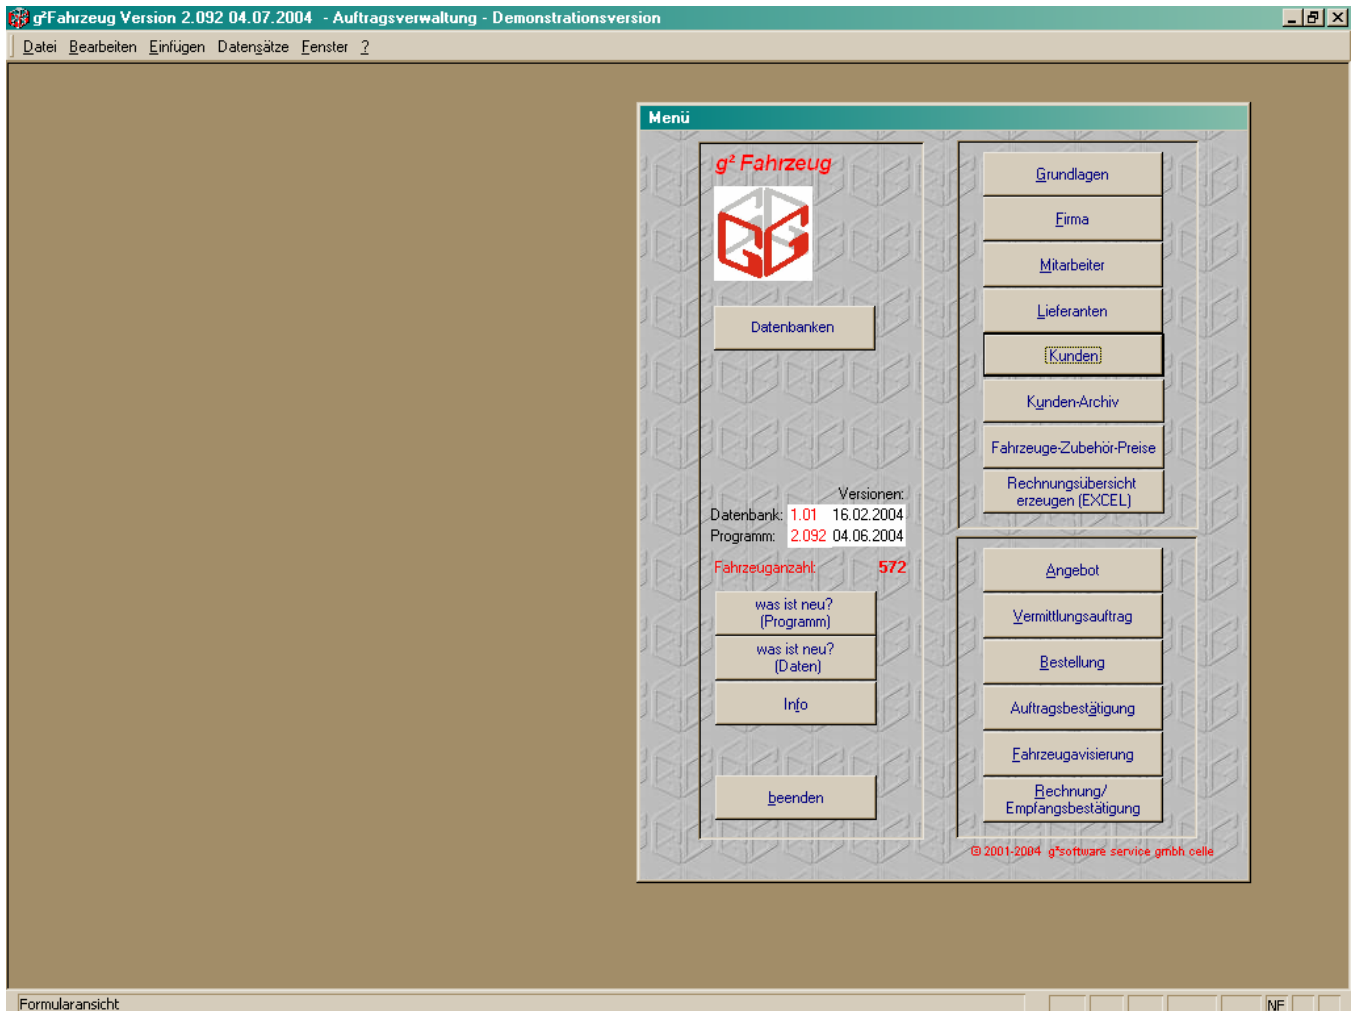 g²Fahrzeug Version 2.092 04.07.2004 - Auftragsverwaltung - Demonstrationsversion
Datei Bearbeiten Einfügen Datensätze Fenster ?
Menü
g² Fahrzeug
Datenbanken
Versionen:
Datenbank: 1.01 16.02.2004
Programm: 2.092 04.06.2004
Fahrzeuganzahl: 572
was ist neu?
(Programm)
was ist neu?
(Daten)
Info
beenden
Grundlagen
Firma
Mitarbeiter
Lieferanten
Kunden
Kunden-Archiv
Fahrzeuge-Zubehör-Preise
Rechnungsübersicht
erzeugen (EXCEL)
Angebot
Vermittlungsauftrag
Bestellung
Auftragsbestätigung
Fahrzeugavisierung
Rechnung/
Empfangsbestätigung
© 2001-2004 g²software service gmbh celle
Formularansicht
NF